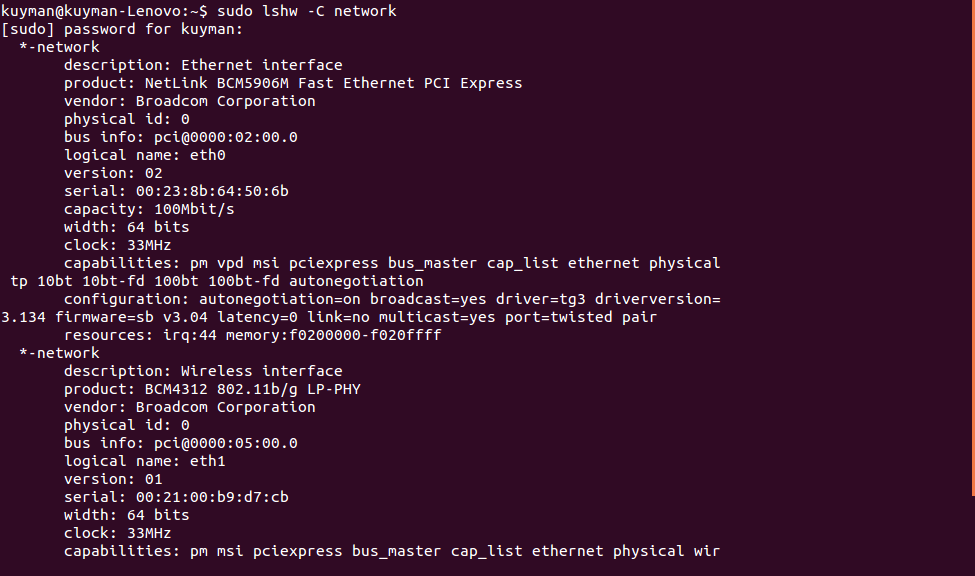 kuyman@kuyman-Lenovo:~$ sudo lshw -C network
[sudo] password for kuyman:
  *-network
       description: Ethernet interface
       product: NetLink BCM5906M Fast Ethernet PCI Express
       vendor: Broadcom Corporation
       physical id: 0
       bus info: pci@0000:02:00.0
       logical name: eth0
       version: 02
       serial: 00:23:8b:64:50:6b
       capacity: 100Mbit/s
       width: 64 bits
       clock: 33MHz
       capabilities: pm vpd msi pciexpress bus_master cap_list ethernet physical
 tp 10bt 10bt-fd 100bt 100bt-fd autonegotiation
       configuration: autonegotiation=on broadcast=yes driver=tg3 driverversion=
3.134 firmware=sb v3.04 latency=0 link=no multicast=yes port=twisted pair
       resources: irq:44 memory:f0200000-f020ffff
  *-network
       description: Wireless interface
       product: BCM4312 802.11b/g LP-PHY
       vendor: Broadcom Corporation
       physical id: 0
       bus info: pci@0000:05:00.0
       logical name: eth1
       version: 01
       serial: 00:21:00:b9:d7:cb
       width: 64 bits
       clock: 33MHz
       capabilities: pm msi pciexpress bus_master cap_list ethernet physical wir